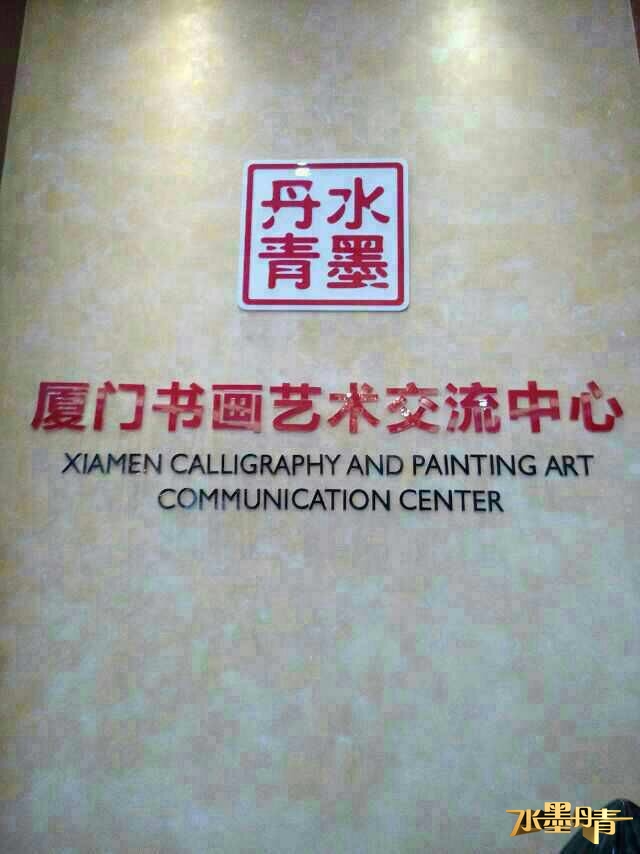 水墨
丹青
厦门书画艺术交流中心
XIAMEN CALLIGRAPHY AND PAINTING ART
COMMUNICATION CENTER
水墨丹青